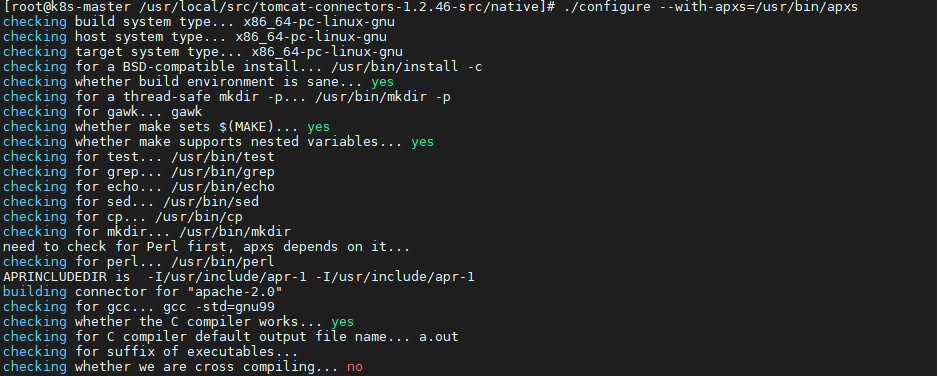 [root@k8s-master /usr/local/src/tomcat-connectors-1.2.46-src/native]# ./configure --with-apxs=/usr/bin/apxs
checking build system type... x86_64-pc-linux-gnu
checking host system type... x86_64-pc-linux-gnu
checking target system type... x86_64-pc-linux-gnu
checking for a BSD-compatible install... /usr/bin/install -c
checking whether build environment is sane... yes
checking for a thread-safe mkdir -p... /usr/bin/mkdir -p
checking for gawk... gawk
checking whether make sets $(MAKE)... yes
checking whether make supports nested variables... yes
checking for test... /usr/bin/test
checking for grep... /usr/bin/grep
checking for echo... /usr/bin/echo
checking for sed... /usr/bin/sed
checking for cp... /usr/bin/cp
checking for mkdir... /usr/bin/mkdir
need to check for Perl first, apxs depends on it...
checking for perl... /usr/bin/perl
APRINCLUDEDIR is  -I/usr/include/apr-1 -I/usr/include/apr-1
building connector for "apache-2.0"
checking for gcc... gcc -std=gnu99
checking whether the C compiler works... yes
checking for C compiler default output file name... a.out
checking for suffix of executables...
checking whether we are cross compiling... no